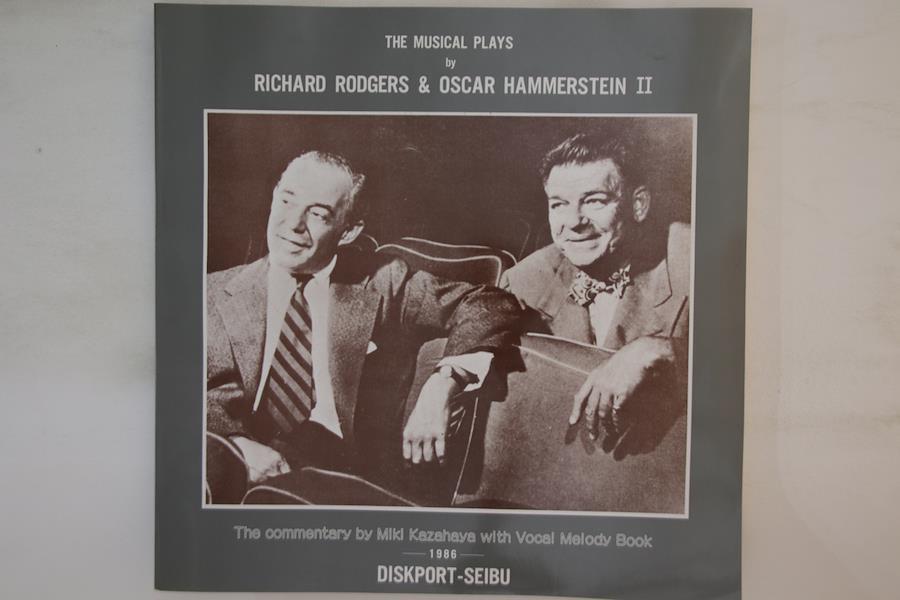 THE MUSICAL PLAYS
by
RICHARD RODGERS & OSCAR HAMMERSTEIN II
The commentary by Miki Kazahaya with Vocal Melody Book
1986
DISKPORT-SEIBU